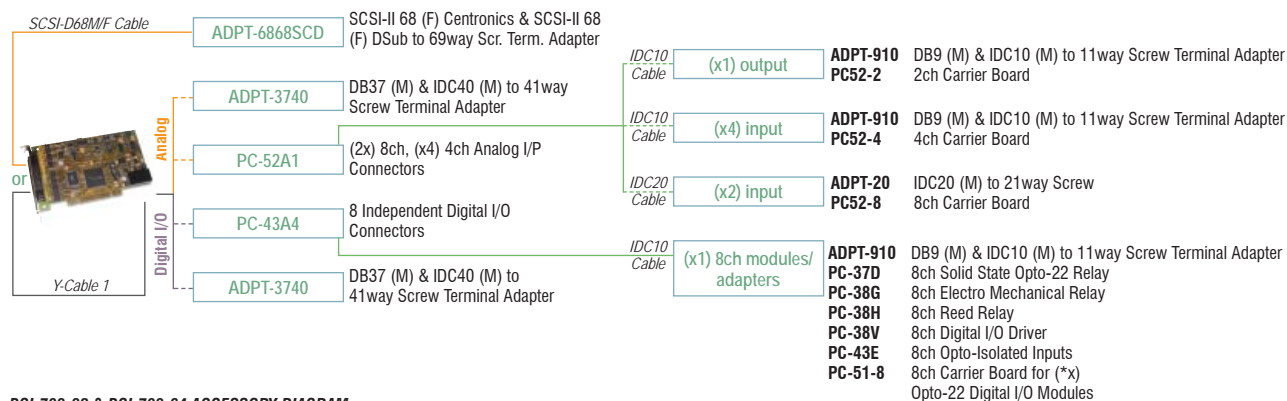 SCSI-D68M/F Cable
ADPT-6868SCD
SCSI-II 68 (F) Centronics & SCSI-II 68
(F) DSub to 69way Scr. Term. Adapter
ADPT-3740
DB37 (M) & IDC40 (M) to 41way
Screw Terminal Adapter
Analog
PC-52A1
(2x) 8ch, (x4) 4ch Analog I/P
Connectors
or
Digital I/O
PC-43A4
8 Independent Digital I/O
Connectors
Y-Cable 1
ADPT-3740
DB37 (M) & IDC40 (M) to
41way Screw Terminal Adapter
IDC10
Cable
(x1) output
ADPT-910 DB9 (M) & IDC10 (M) to 11way Screw Terminal Adapter
PC52-2 2ch Carrier Board
IDC10
Cable
(x4) input
ADPT-910 DB9 (M) & IDC10 (M) to 11way Screw Terminal Adapter
PC52-4 4ch Carrier Board
IDC20
Cable
(x2) input
ADPT-20 IDC20 (M) to 21way Screw
PC52-8 8ch Carrier Board
IDC10
Cable
(x1) 8ch modules/
adapters
ADPT-910 DB9 (M) & IDC10 (M) to 11way Screw Terminal Adapter
PC-37D 8ch Solid State Opto-22 Relay
PC-38G 8ch Electro Mechanical Relay
PC-38H 8ch Reed Relay
PC-38V 8ch Digital I/O Driver
PC-43E 8ch Opto-Isolated Inputs
PC-51-8 8ch Carrier Board for (*x)
Opto-22 Digital I/O Modules
ACCESSORY DIAGRAM